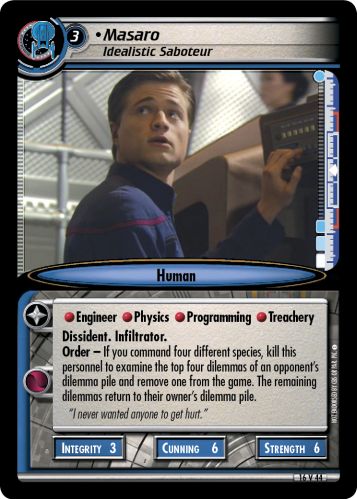 3
•Masaro
Idealistic Saboteur
Human
Engineer Physics Programming Treachery
Dissident. Infiltrator.
Order – If you command four different species, kill this
personnel to examine the top four dilemmas of an opponent's
dilemma pile and remove one from the game. The remaining
dilemmas return to their owner's dilemma pile.
"I never wanted anyone to get hurt."
INTEGRITY 3 CUNNING 6 STRENGTH 6
16 V 44